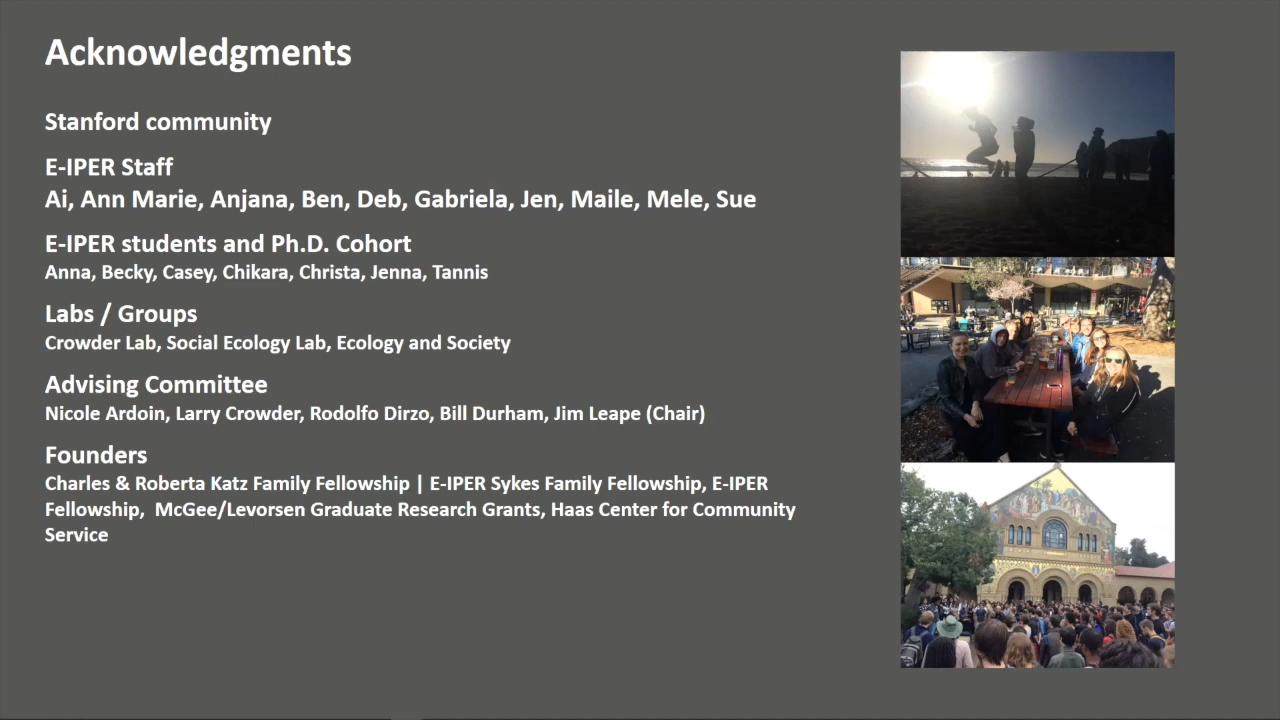 Acknowledgments
Stanford community
E-IPER Staff
Ai, Ann Marie, Anjana, Ben, Deb, Gabriela, Jen, Maile, Mele, Sue
E-IPER students and Ph.D. Cohort
Anna, Becky, Casey, Chikara, Christa, Jenna, Tannis
Labs / Groups
Crowder Lab, Social Ecology Lab, Ecology and Society
Advising Committee
Nicole Ardoin, Larry Crowder, Rodolfo Dirzo, Bill Durham, Jim Leape (Chair)
Founders
Charles & Roberta Katz Family Fellowship | E-IPER Sykes Family Fellowship, E-IPER
Fellowship,  McGee/Levorsen Graduate Research Grants, Haas Center for Community
Service